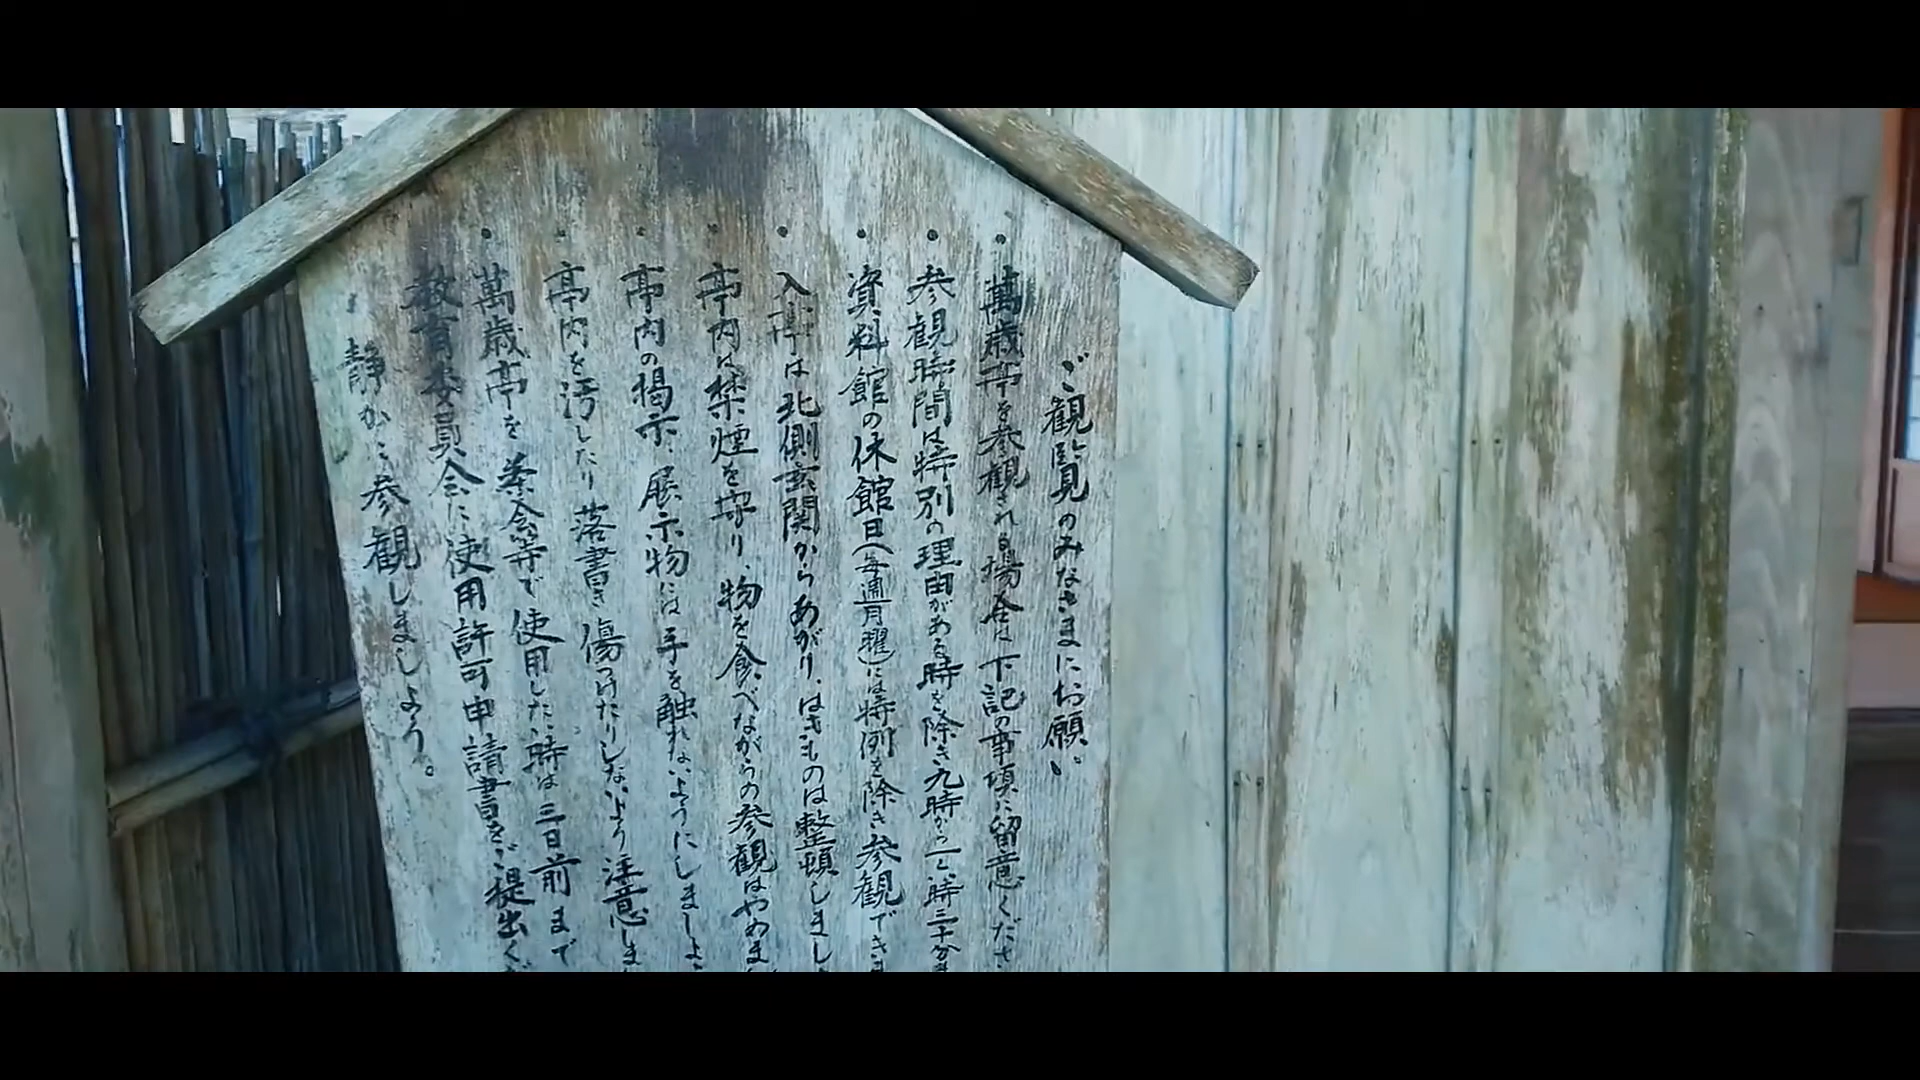 ご観覧のみなさまにお願い
・萬歳亭を参観される場合は下記の事項に留意くださ
・参観時間は特別の理由がある時を除き九時から 時三十分ま
・資料館の休館日(毎週月曜)には特例を除き参観できま
・入亭は北側玄関からあがり、はきものは整頓しまし
・亭内は禁煙を守り、物を食べながらの参観はやめま
・亭内の掲示、展示物には手を触れないようにしましょ
・亭内を汚したり落書き傷つけたりしないよう注意しま
・萬歳亭を茶会等で使用したい時は三日前まで
教育委員会に使用許可申請書をご提出くだ
・静かに参観しましょう。